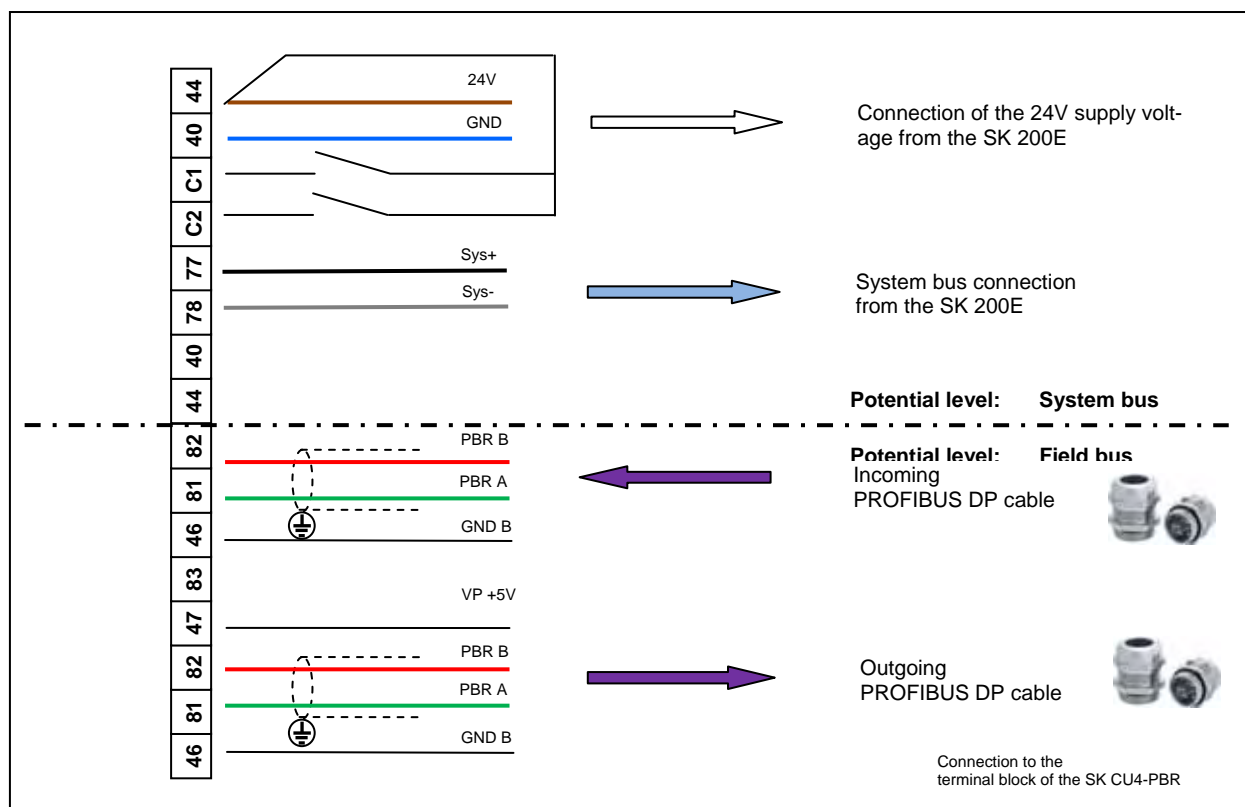 44
24V
40
GND
C1
C2
Connection of the 24V supply volt-
age from the SK 200E
77
Sys+
78
Sys-
System bus connection
from the SK 200E
40
44
Potential level: System bus
82
PBR B
Potential level: Field bus
81
PBR A
Incoming
PROFIBUS DP cable
46
GND B
83
VP +5V
47
82
PBR B
81
PBR A
Outgoing
PROFIBUS DP cable
46
GND B
Connection to the
terminal block of the SK CU4-PBR